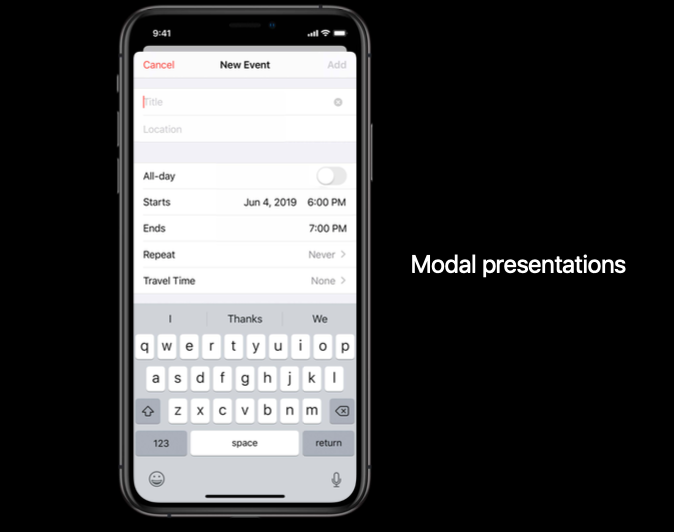 9:41
Cancel New Event Add
Title
Location
All-day
Starts Jun 4, 2019 6:00 PM
Ends 7:00 PM
Repeat Never
Travel Time None
I Thanks We
q w e r t y u i o p
a s d f g h j k l
z x c v b n m
123 space return
Modal presentations